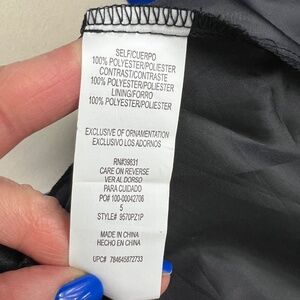 SELF/CUERPO
100% POLYESTER/POLIESTER
CONTRAST/CONTRASTE
100% POLYESTER/POLIESTER
LINING/FORRO
100% POLYESTER/POLIESTER
EXCLUSIVE OF ORNAMENTATION
EXCLUSIVO LOS ADORNOS
RN#39831
CARE ON REVERSE
VER AL DORSO
PARA CUIDADO
PO# 100-00042706
5
STYLE# 9570PZ1P
MADE IN CHINA
HECHO EN CHINA
UPC# 784645872733